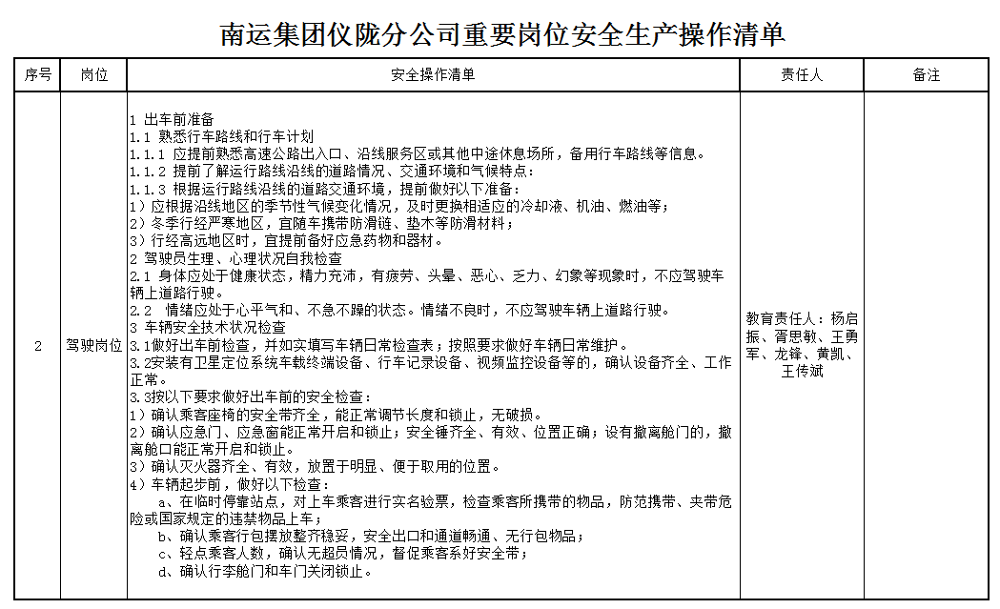 南运集团仪陇分公司重要岗位安全生产操作清单
序号 岗位 安全操作清单 责任人 备注
2
驾驶岗位
1 出车前准备
1.1 熟悉行车路线和行车计划
1.1.1 应提前熟悉高速公路出入口、沿线服务区或其他中途休息场所，备用行车路线等信息。
1.1.2 提前了解运行路线沿线的道路情况、交通环境和气候特点：
1.1.3 根据运行路线沿线的道路交通环境，提前做好以下准备：
1）应根据沿线地区的季节性气候变化情况，及时更换相适应的冷却液、机油、燃油等；
2）冬季行经严寒地区，宜随车携带防滑链、垫木等防滑材料；
3）行经高远地区时，宜提前备好应急药物和器材。
2 驾驶员生理、心理状况自我检查
2.1 身体应处于健康状态，精力充沛，有疲劳、头晕、恶心、乏力、幻象等现象时，不应驾驶车
辆上道路行驶。
2.2 情绪应处于心平气和、不急不躁的状态。情绪不良时，不应驾驶车辆上道路行驶。
3 车辆安全技术状况检查
3.1做好出车前检查，并如实填写车辆日常检查表；按照要求做好车辆日常维护。
3.2安装有卫星定位系统车载终端设备、行车记录设备、视频监控设备等的，确认设备齐全、工作
正常。
3.3按以下要求做好出车前的安全检查：
1）确认乘客座椅的安全带齐全，能正常调节长度和锁止，无破损。
2）确认应急门、应急窗能正常开启和锁止；安全锤齐全、有效、位置正确；设有撤离舱门的，撤
离舱口能正常开启和锁止。
3）确认灭火器齐全、有效，放置于明显、便于取用的位置。
4）车辆起步前，做好以下检查：
a、在临时停靠站点，对上车乘客进行实名验票，检查乘客所携带的物品，防范携带、夹带危
险或国家规定的违禁物品上车；
b、确认乘客行包摆放整齐稳妥，安全出口和通道畅通、无行包物品；
c、轻点乘客人数，确认无超员情况，督促乘客系好安全带；
d、确认行李舱门和车门关闭锁止。
教育责任人：杨启
振、胥思敏、王勇
军、龙锋、黄凯、
王传斌